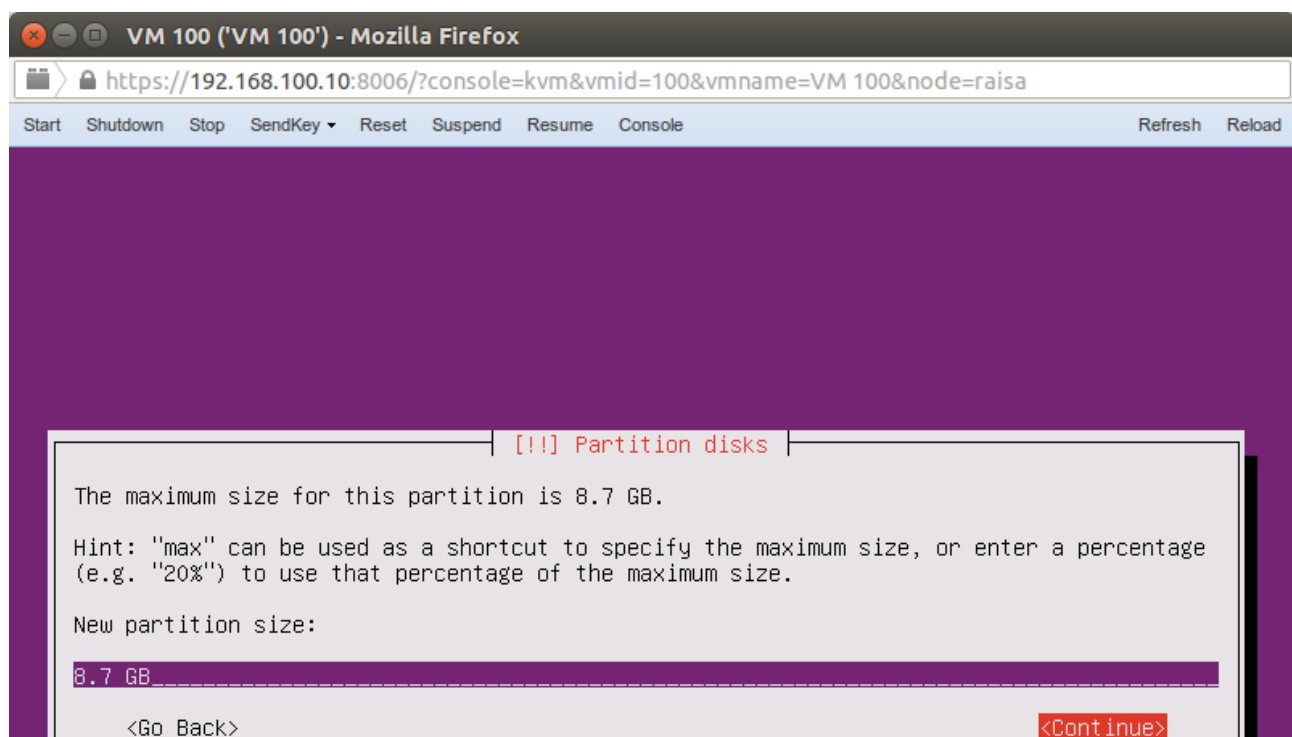 VM 100 ('VM 100') - Mozilla Firefox
https://192.168.100.10:8006/?console=kvm&vmid=100&vmname=VM 100&node=raisa
Start Shutdown Stop SendKey Reset Suspend Resume Console Refresh Reload
[!!] Partition disks
The maximum size for this partition is 8.7 GB.
Hint: "max" can be used as a shortcut to specify the maximum size, or enter a percentage
(e.g. "20%") to use that percentage of the maximum size.
New partition size:
8.7 GB
<Go Back> <Continue>